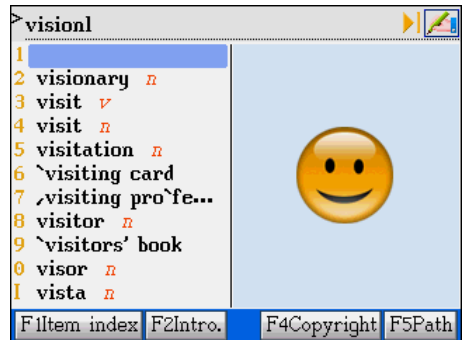 >visionl
1
2 visionary n
3 visit v
4 visit n
5 visitation n
6 `visiting card
7 ,visiting pro`fe...
8 visitor n
9 `visitors' book
0 visor n
I vista n
F1Item index F2Intro. F4Copyright F5Path